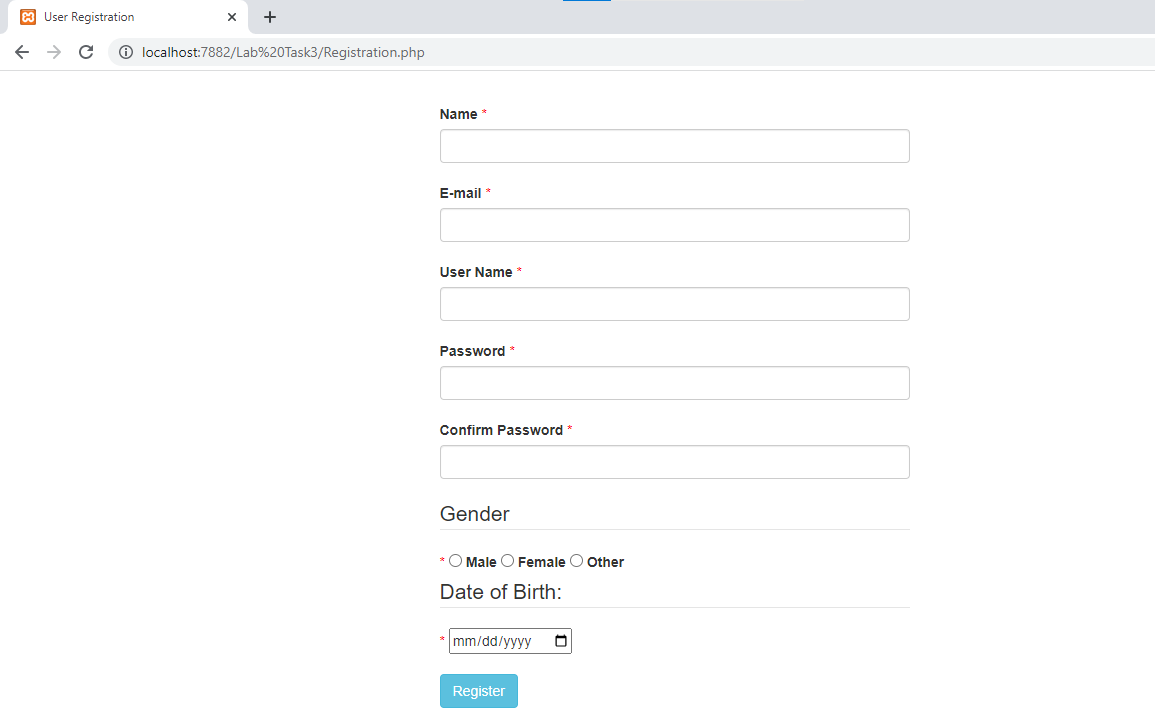 User Registration
localhost:7882/Lab%20Task3/Registration.php
Name *
E-mail *
User Name *
Password *
Confirm Password *
Gender
* Male Female Other
Date of Birth:
* mm/dd/yyyy
Register